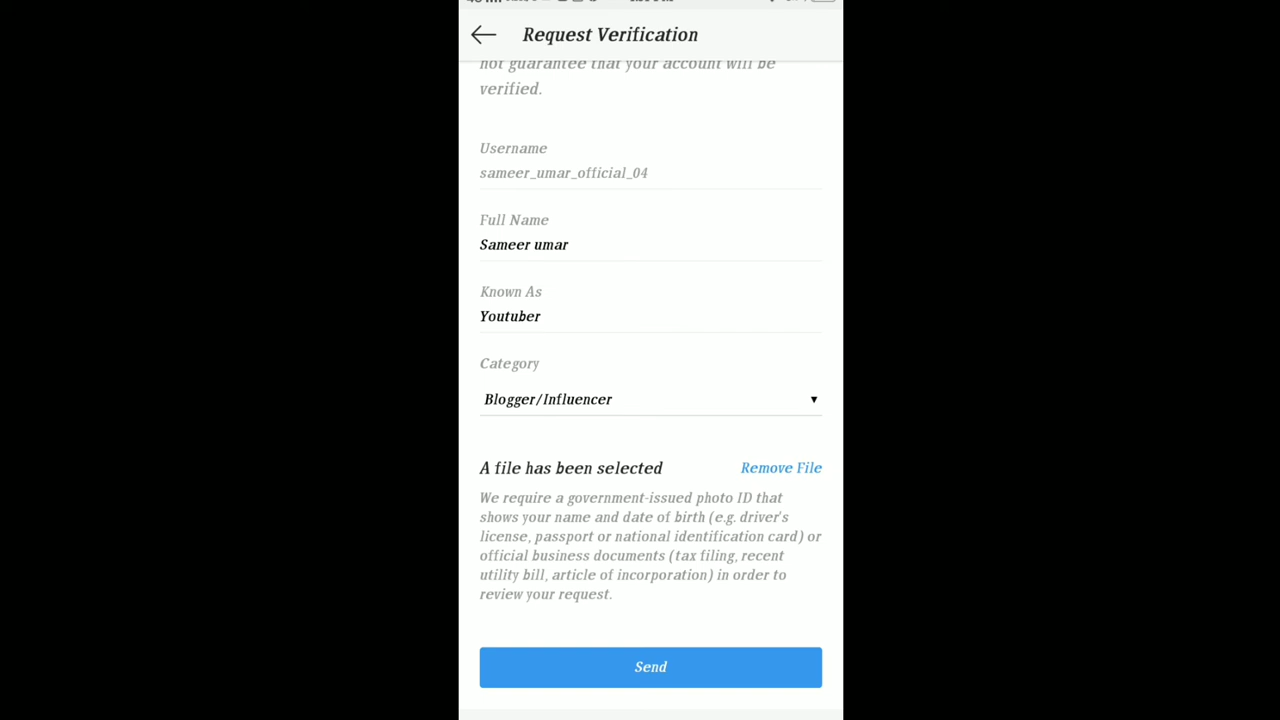 Request Verification
not guarantee that your account will be
verified.
Username
sameer_umar_official_04
Full Name
Sameer umar
Known As
Youtuber
Category
Blogger/Influencer
A file has been selected
Remove File
We require a government-issued photo ID that
shows your name and date of birth (e.g. driver's
license, passport or national identification card) or
official business documents (tax filing, recent
utility bill, article of incorporation) in order to
review your request.
Send